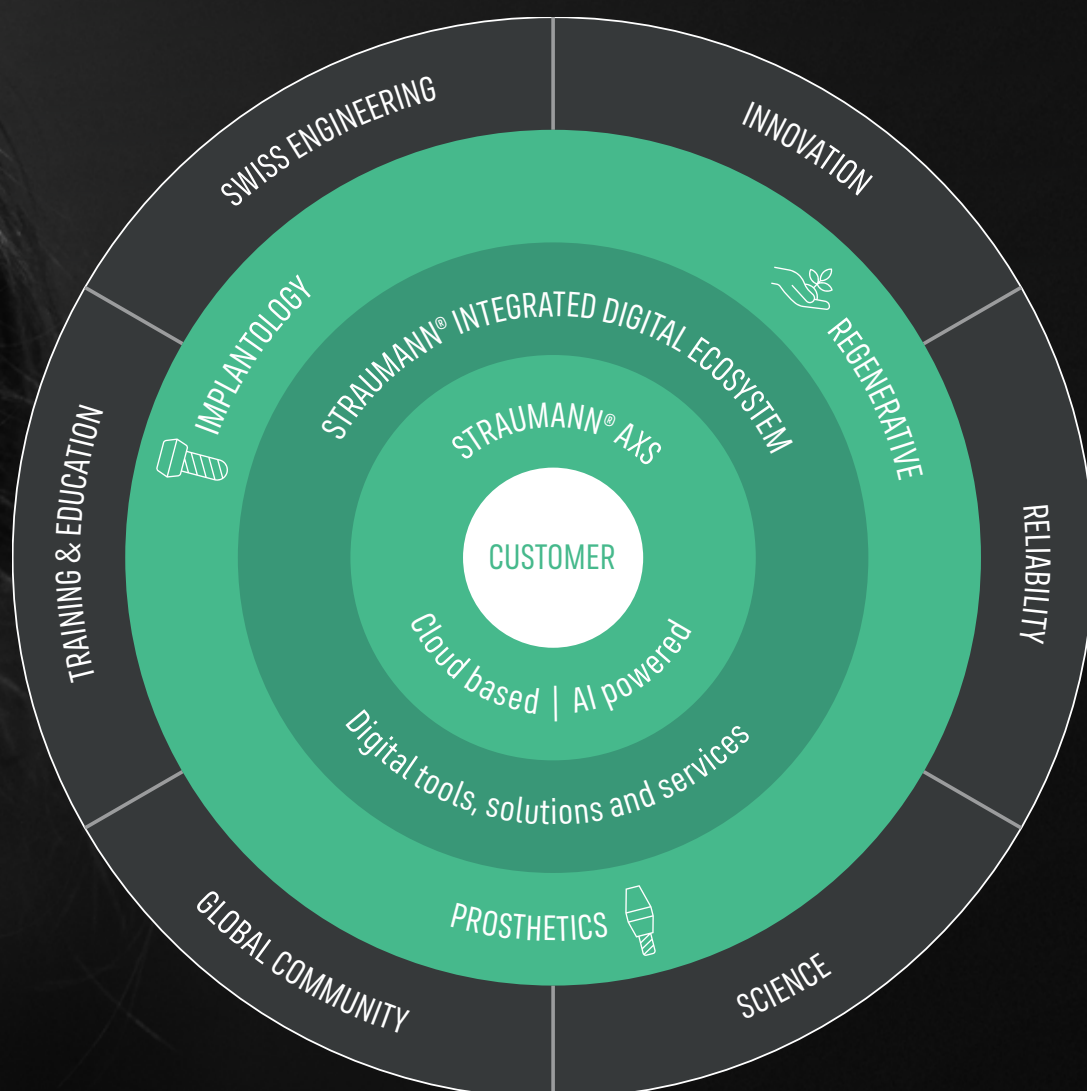 SWISS ENGINEERING
INNOVATION
RELIABILITY
SCIENCE
GLOBAL COMMUNITY
TRAINING & EDUCATION
IMPLANTOLOGY
REGENERATIVE
PROSTHETICS
STRAUMANN® INTEGRATED DIGITAL ECOSYSTEM
Digital tools, solutions and services
STRAUMANN® AXS
Cloud based | AI powered
CUSTOMER